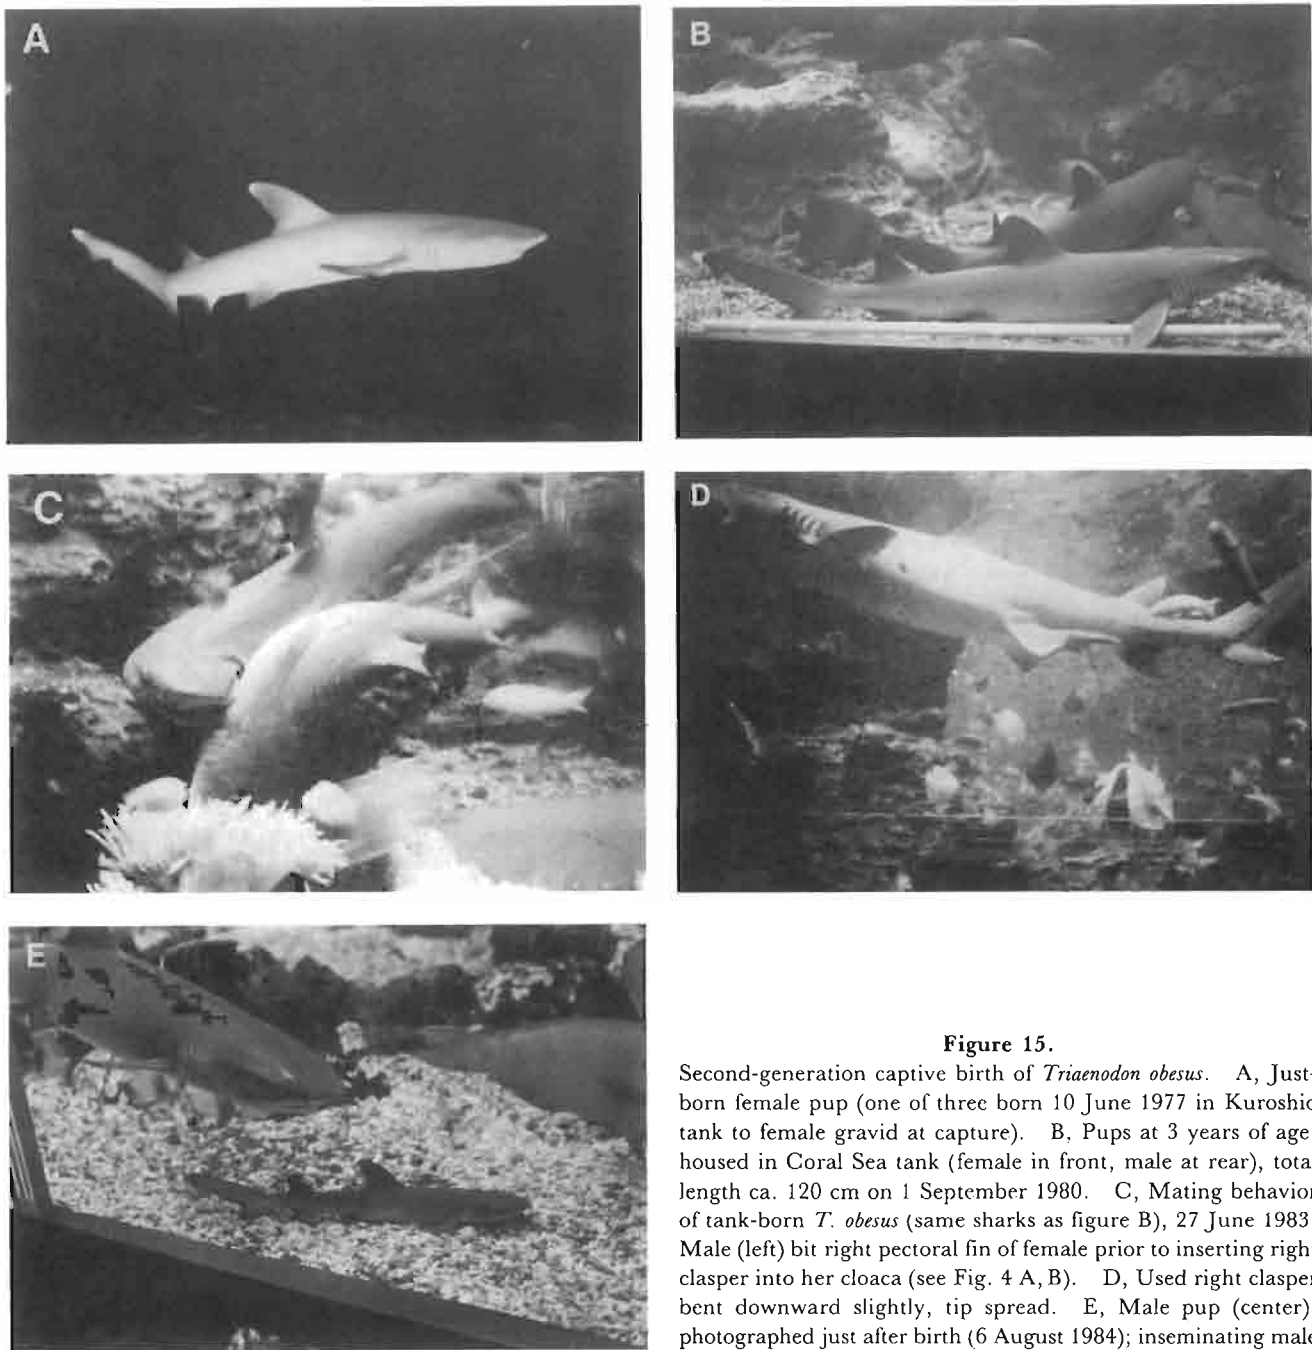 A
B
C
D
E
Figure 15.
Second-generation captive birth of Triaenodon obesus. A, Just-
born female pup (one of three born 10 June 1977 in Kuroshio
tank to female gravid at capture). B, Pups at 3 years of age
housed in Coral Sea tank (female in front, male at rear), tota
length ca. 120 cm on 1 September 1980. C, Mating behavior
of tank-born T. obesus (same sharks as figure B), 27 June 1983
Male (left) bit right pectoral fin of female prior to inserting righ
clasper into her cloaca (see Fig. 4 A, B). D, Used right clasper
bent downward slightly, tip spread. E, Male pup (center)
photographed just after birth (6 August 1984); inseminating male